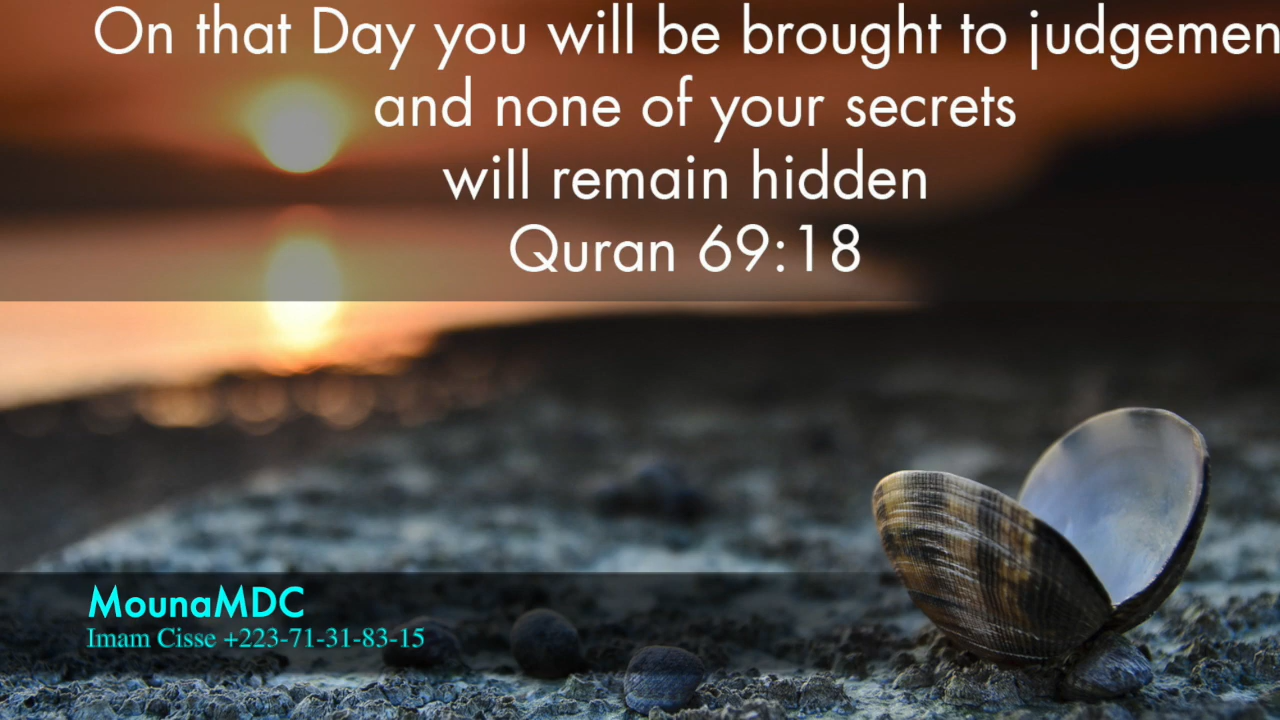 On that Day you will be brought to judgemen
and none of your secrets
will remain hidden
Quran 69:18
MounaMDC
Imam Cisse +223-71-31-83-15